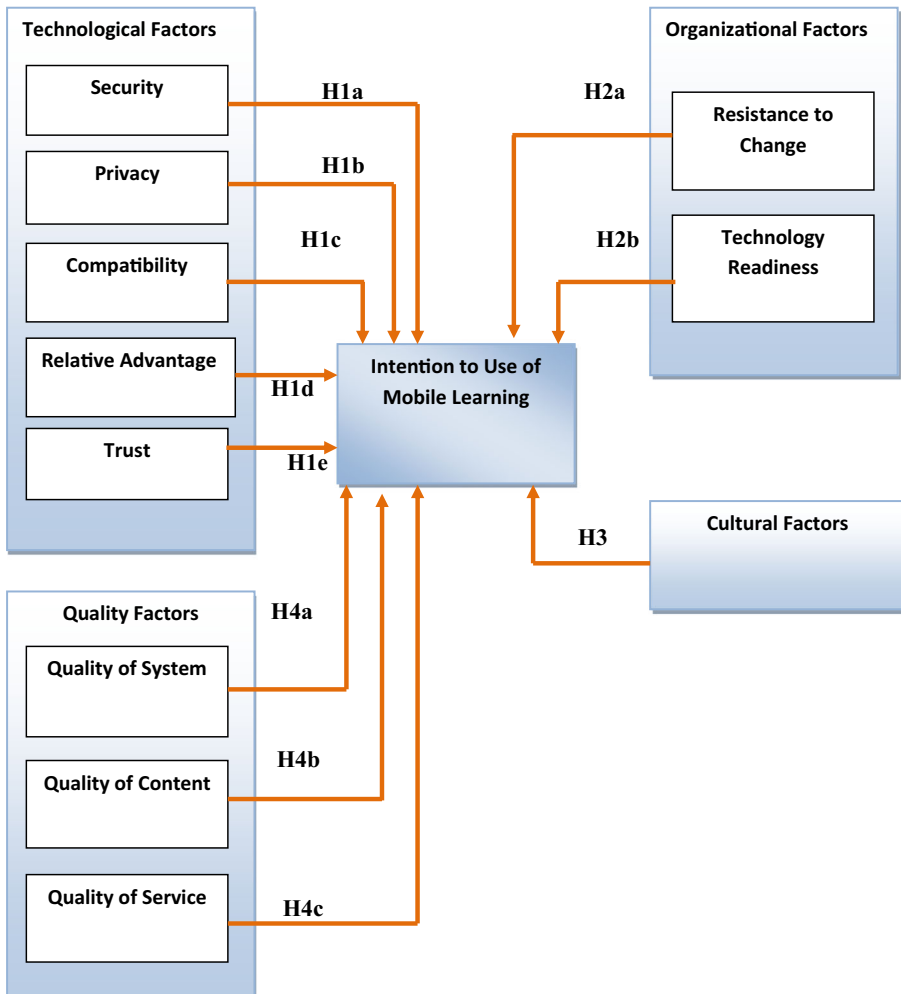 Technological Factors
Security
Privacy
Compatibility
Relative Advantage
Trust
H1a
H1b
H1c
H1d
H1e
Organizational Factors
Resistance to
Change
Technology
Readiness
H2a
H2b
Intention to Use of
Mobile Learning
Cultural Factors
H3
Quality Factors
Quality of System
Quality of Content
Quality of Service
H4a
H4b
H4c